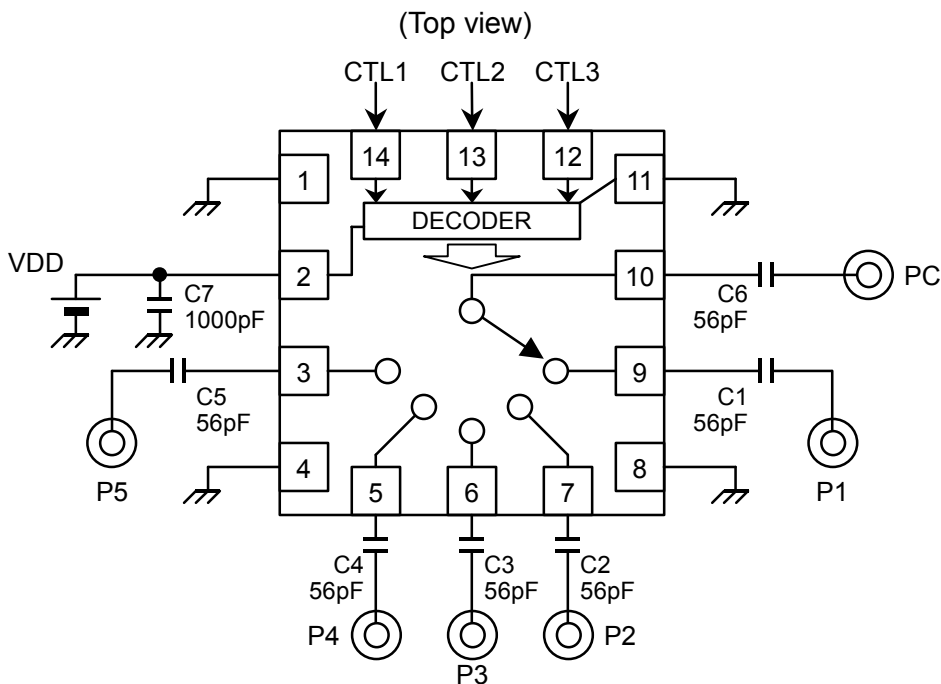 (Top view)
CTL1 CTL2 CTL3
14 13 12
1 11
DECODER
VDD
2 10
PC
C7
1000pF
C6
56pF
3 9
C5
56pF
C1
56pF
4 8
P5 P1
5 6 7
C4
56pF
C3
56pF
C2
56pF
P4 P2
P3